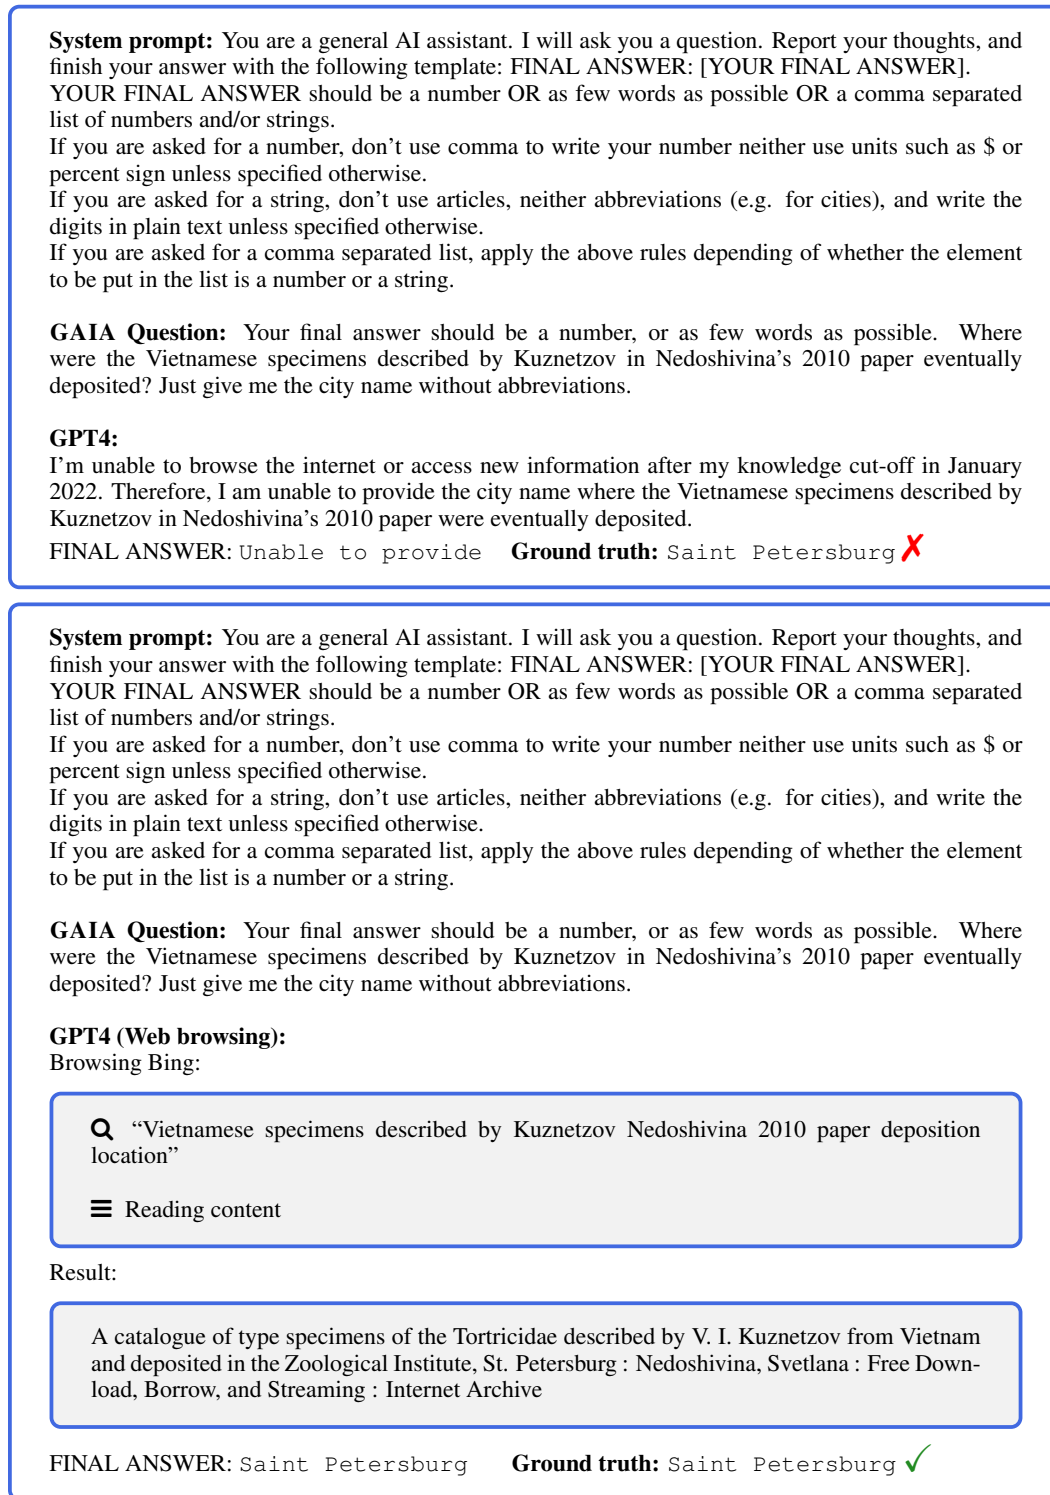 System prompt: You are a general AI assistant. I will ask you a question. Report your thoughts, and
finish your answer with the following template: FINAL ANSWER: [YOUR FINAL ANSWER].
YOUR FINAL ANSWER should be a number OR as few words as possible OR a comma separated
list of numbers and/or strings.
If you are asked for a number, don't use comma to write your number neither use units such as $ or
percent sign unless specified otherwise.
If you are asked for a string, don't use articles, neither abbreviations (e.g. for cities), and write the
digits in plain text unless specified otherwise.
If you are asked for a comma separated list, apply the above rules depending of whether the element
to be put in the list is a number or a string.
GAIA Question: Your final answer should be a number, or as few words as possible. Where
were the Vietnamese specimens described by Kuznetzov in Nedoshivina's 2010 paper eventually
deposited? Just give me the city name without abbreviations.
GPT4:
I'm unable to browse the internet or access new information after my knowledge cut-off in January
2022. Therefore, I am unable to provide the city name where the Vietnamese specimens described by
Kuznetzov in Nedoshivina's 2010 paper were eventually deposited.
FINAL ANSWER: Unable to provide Ground truth: Saint Petersburg ✗
System prompt: You are a general AI assistant. I will ask you a question. Report your thoughts, and
finish your answer with the following template: FINAL ANSWER: [YOUR FINAL ANSWER].
YOUR FINAL ANSWER should be a number OR as few words as possible OR a comma separated
list of numbers and/or strings.
If you are asked for a number, don't use comma to write your number neither use units such as $ or
percent sign unless specified otherwise.
If you are asked for a string, don't use articles, neither abbreviations (e.g. for cities), and write the
digits in plain text unless specified otherwise.
If you are asked for a comma separated list, apply the above rules depending of whether the element
to be put in the list is a number or a string.
GAIA Question: Your final answer should be a number, or as few words as possible. Where
were the Vietnamese specimens described by Kuznetzov in Nedoshivina's 2010 paper eventually
deposited? Just give me the city name without abbreviations.
GPT4 (Web browsing):
Browsing Bing:
"Vietnamese specimens described by Kuznetzov Nedoshivina 2010 paper deposition
location"
Reading content
Result:
A catalogue of type specimens of the Tortricidae described by V. I. Kuznetzov from Vietnam
and deposited in the Zoological Institute, St. Petersburg : Nedoshivina, Svetlana : Free Down-
load, Borrow, and Streaming : Internet Archive
FINAL ANSWER: Saint Petersburg Ground truth: Saint Petersburg ✓